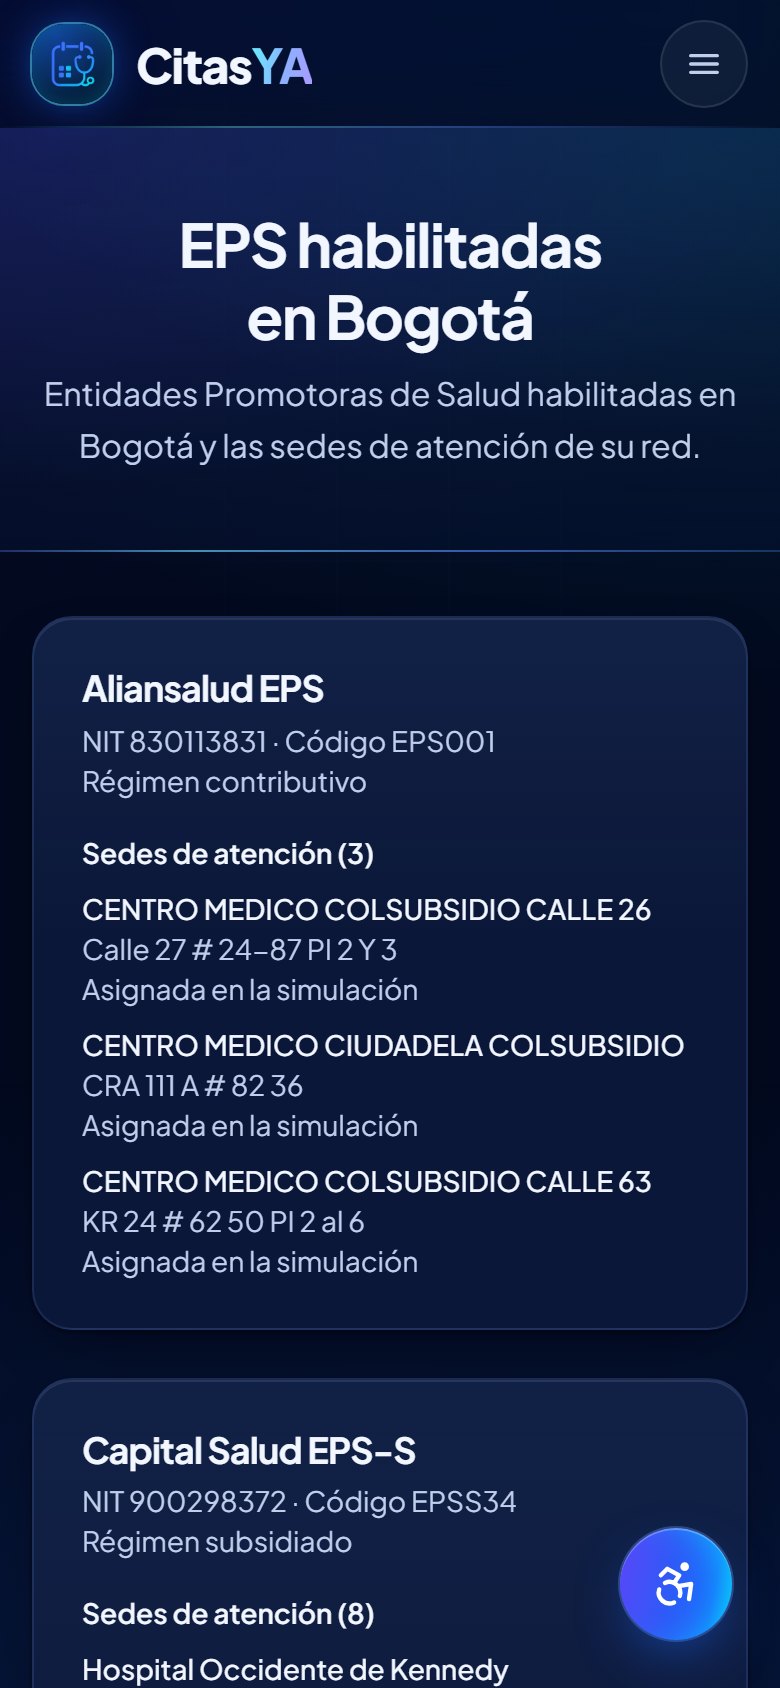 CitasYA
EPS habilitadas
en Bogotá
Entidades Promotoras de Salud habilitadas en
Bogotá y las sedes de atención de su red.
Aliansalud EPS
NIT 830113831 · Código EPS001
Régimen contributivo
Sedes de atención (3)
CENTRO MEDICO COLSUBSIDIO CALLE 26
Calle 27 # 24-87 PI 2 Y 3
Asignada en la simulación
CENTRO MEDICO CIUDADELA COLSUBSIDIO
CRA 111 A # 82 36
Asignada en la simulación
CENTRO MEDICO COLSUBSIDIO CALLE 63
KR 24 # 62 50 PI 2 al 6
Asignada en la simulación
Capital Salud EPS-S
NIT 900298372 · Código EPSS34
Régimen subsidiado
Sedes de atención (8)
Hospital Occidente de Kennedy